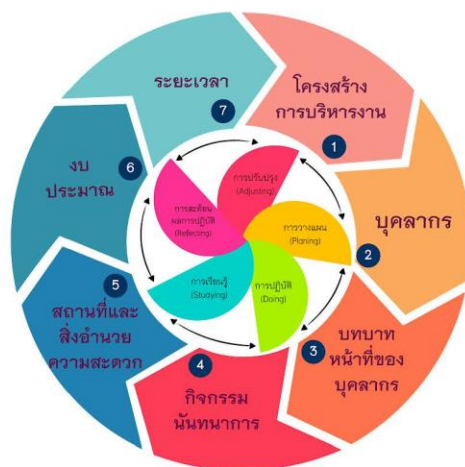 โครงสร้าง
การบริหารงาน
1
บุคลากร
2
บทบาท
หน้าที่ของ
บุคลากร
3
กิจกรรม
นันทนาการ
4
สถานที่และ
สิ่งอำนวย
ความสะดวก
5
งบ
ประมาณ
6
ระยะเวลา
7
การปรับปรุง
(Adjusting)
การวางแผน
(Planing)
การปฏิบัติ
(Doing)
การเรียนรู้
(Studying)
การสะท้อน
ผลการปฏิบัติ
(Reflecting)